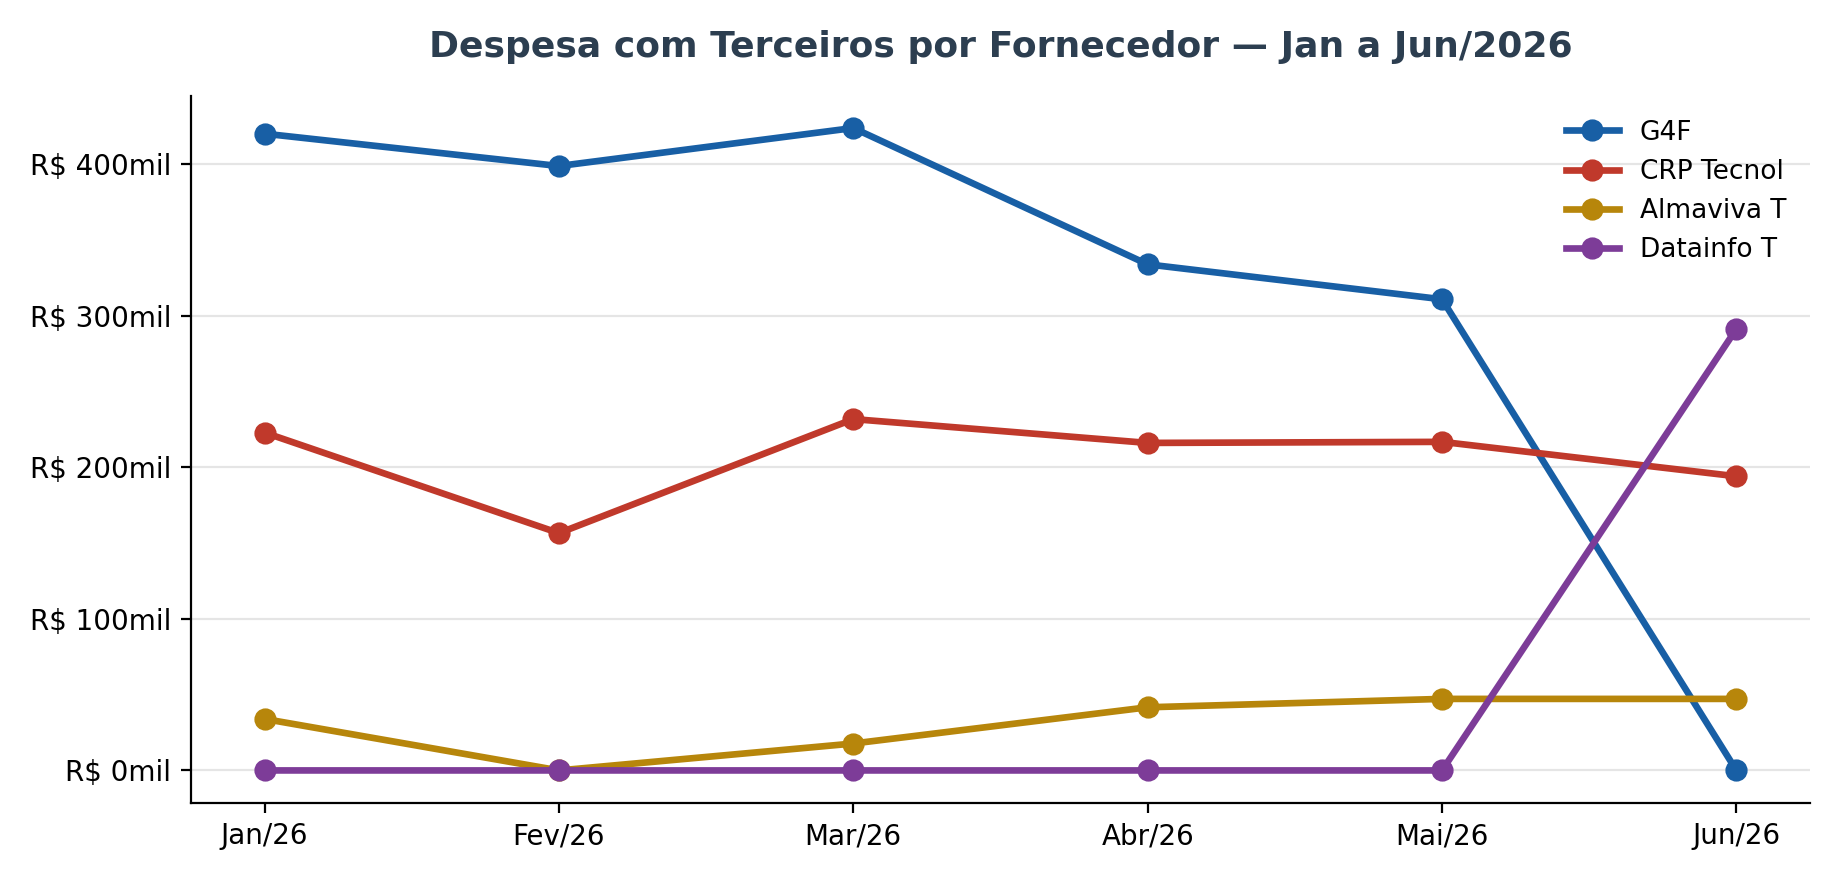 Despesa com Terceiros por Fornecedor — Jan a Jun/2026
G4F
CRP Tecnol
Almaviva T
Datainfo T
R$ 400mil
R$ 300mil
R$ 200mil
R$ 100mil
R$ 0mil
Jan/26 Fev/26 Mar/26 Abr/26 Mai/26 Jun/26